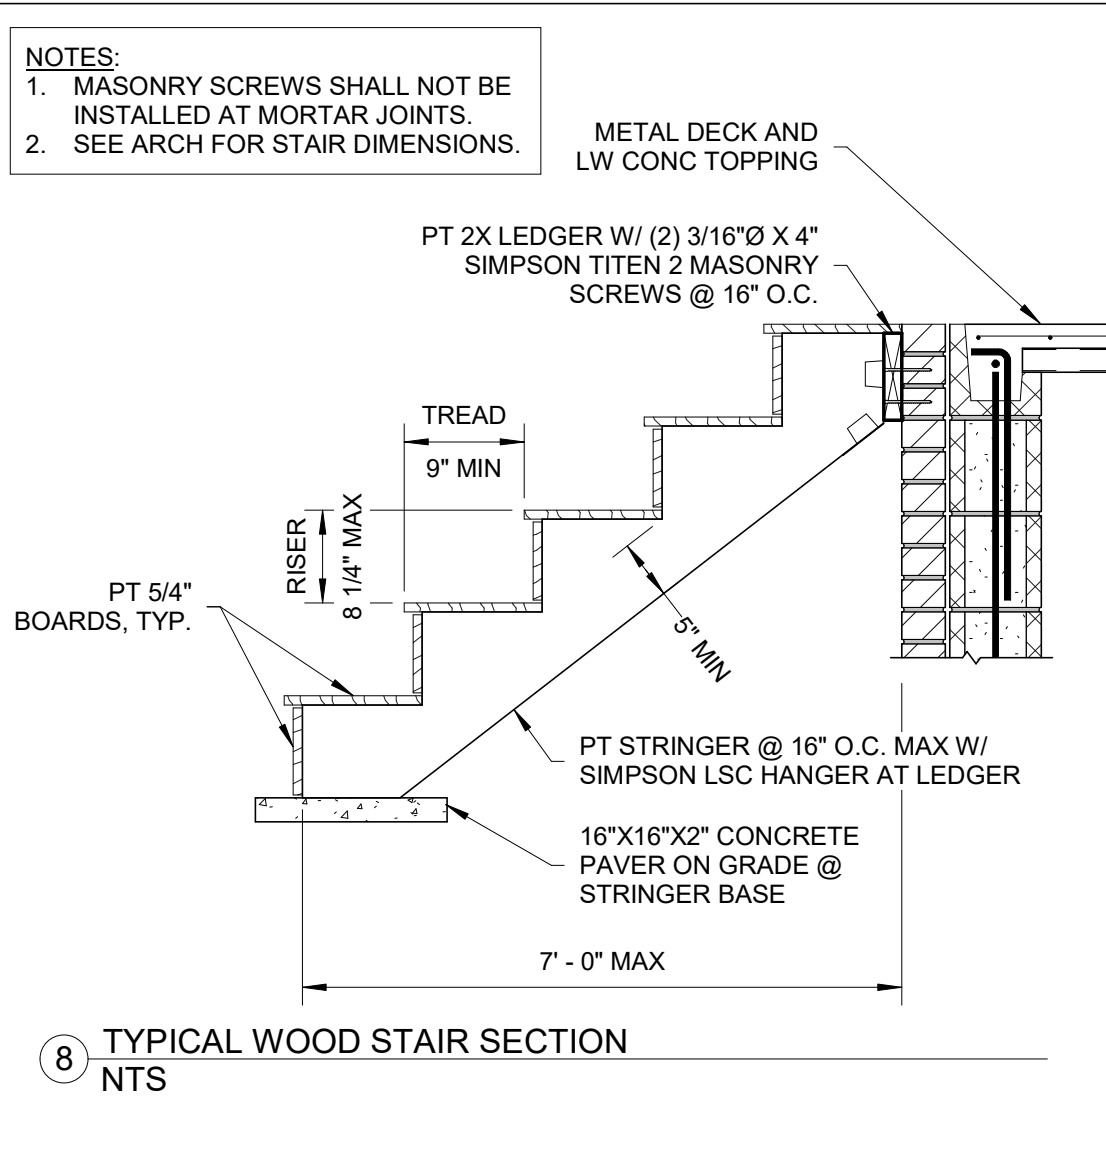 NOTES:
1. MASONRY SCREWS SHALL NOT BE
INSTALLED AT MORTAR JOINTS.
2. SEE ARCH FOR STAIR DIMENSIONS.
METAL DECK AND
LW CONC TOPPING
PT 2X LEDGER W/ (2) 3/16"Ø X 4"
SIMPSON TITEN 2 MASONRY
SCREWS @ 16" O.C.
TREAD
9" MIN
RISER
8 1/4" MAX
PT 5/4"
BOARDS, TYP.
5" MIN
PT STRINGER @ 16" O.C. MAX W/
SIMPSON LSC HANGER AT LEDGER
16"X16"X2" CONCRETE
PAVER ON GRADE @
STRINGER BASE
7' - 0" MAX
8 TYPICAL WOOD STAIR SECTION
NTS